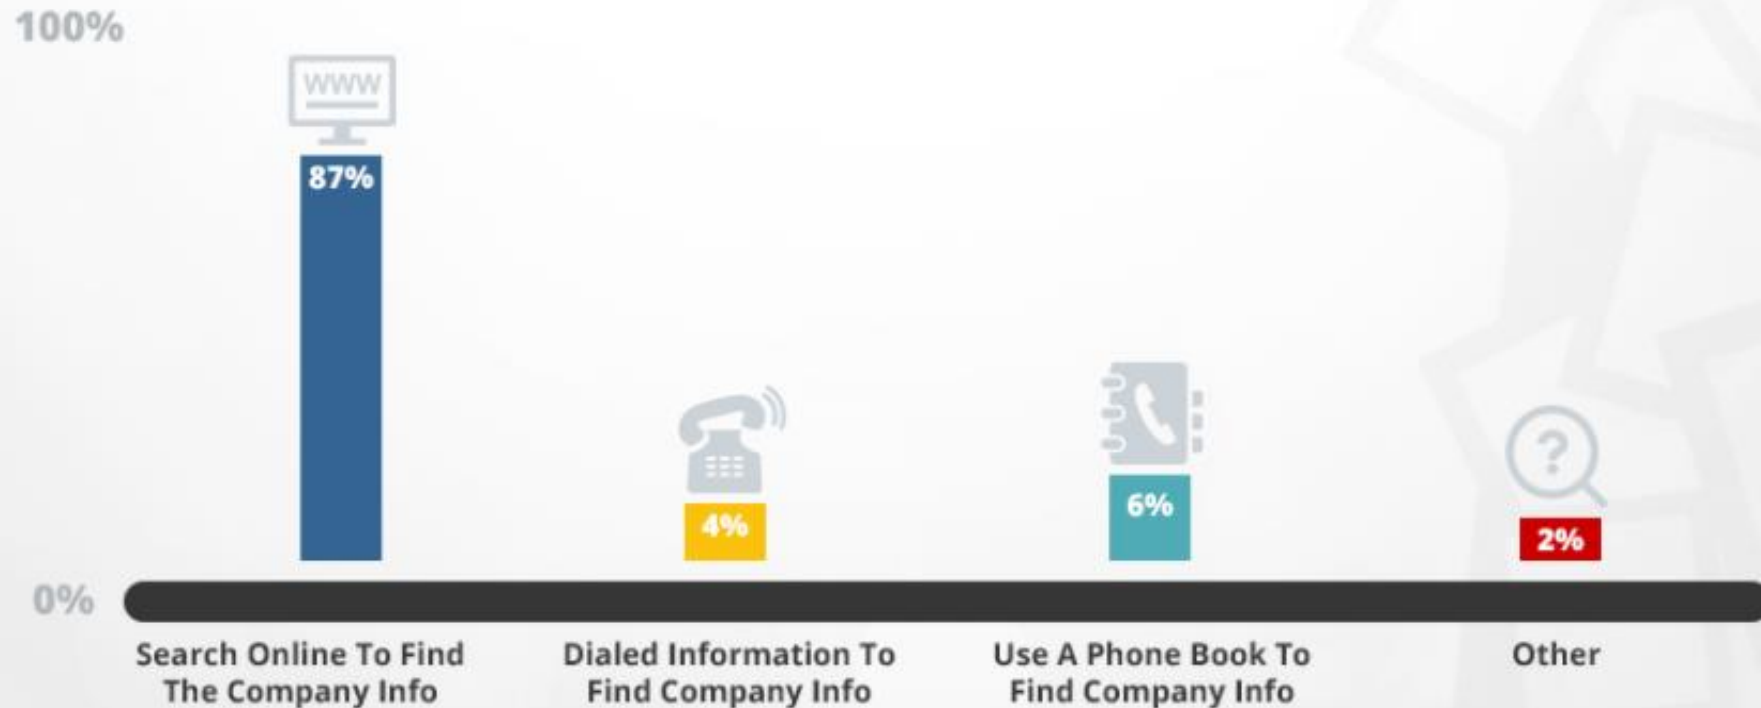 100%
WWW
87%
4%
6%
?
2%
0%
Search Online To Find
The Company Info
Dialed Information To
Find Company Info
Use A Phone Book To
Find Company Info
Other